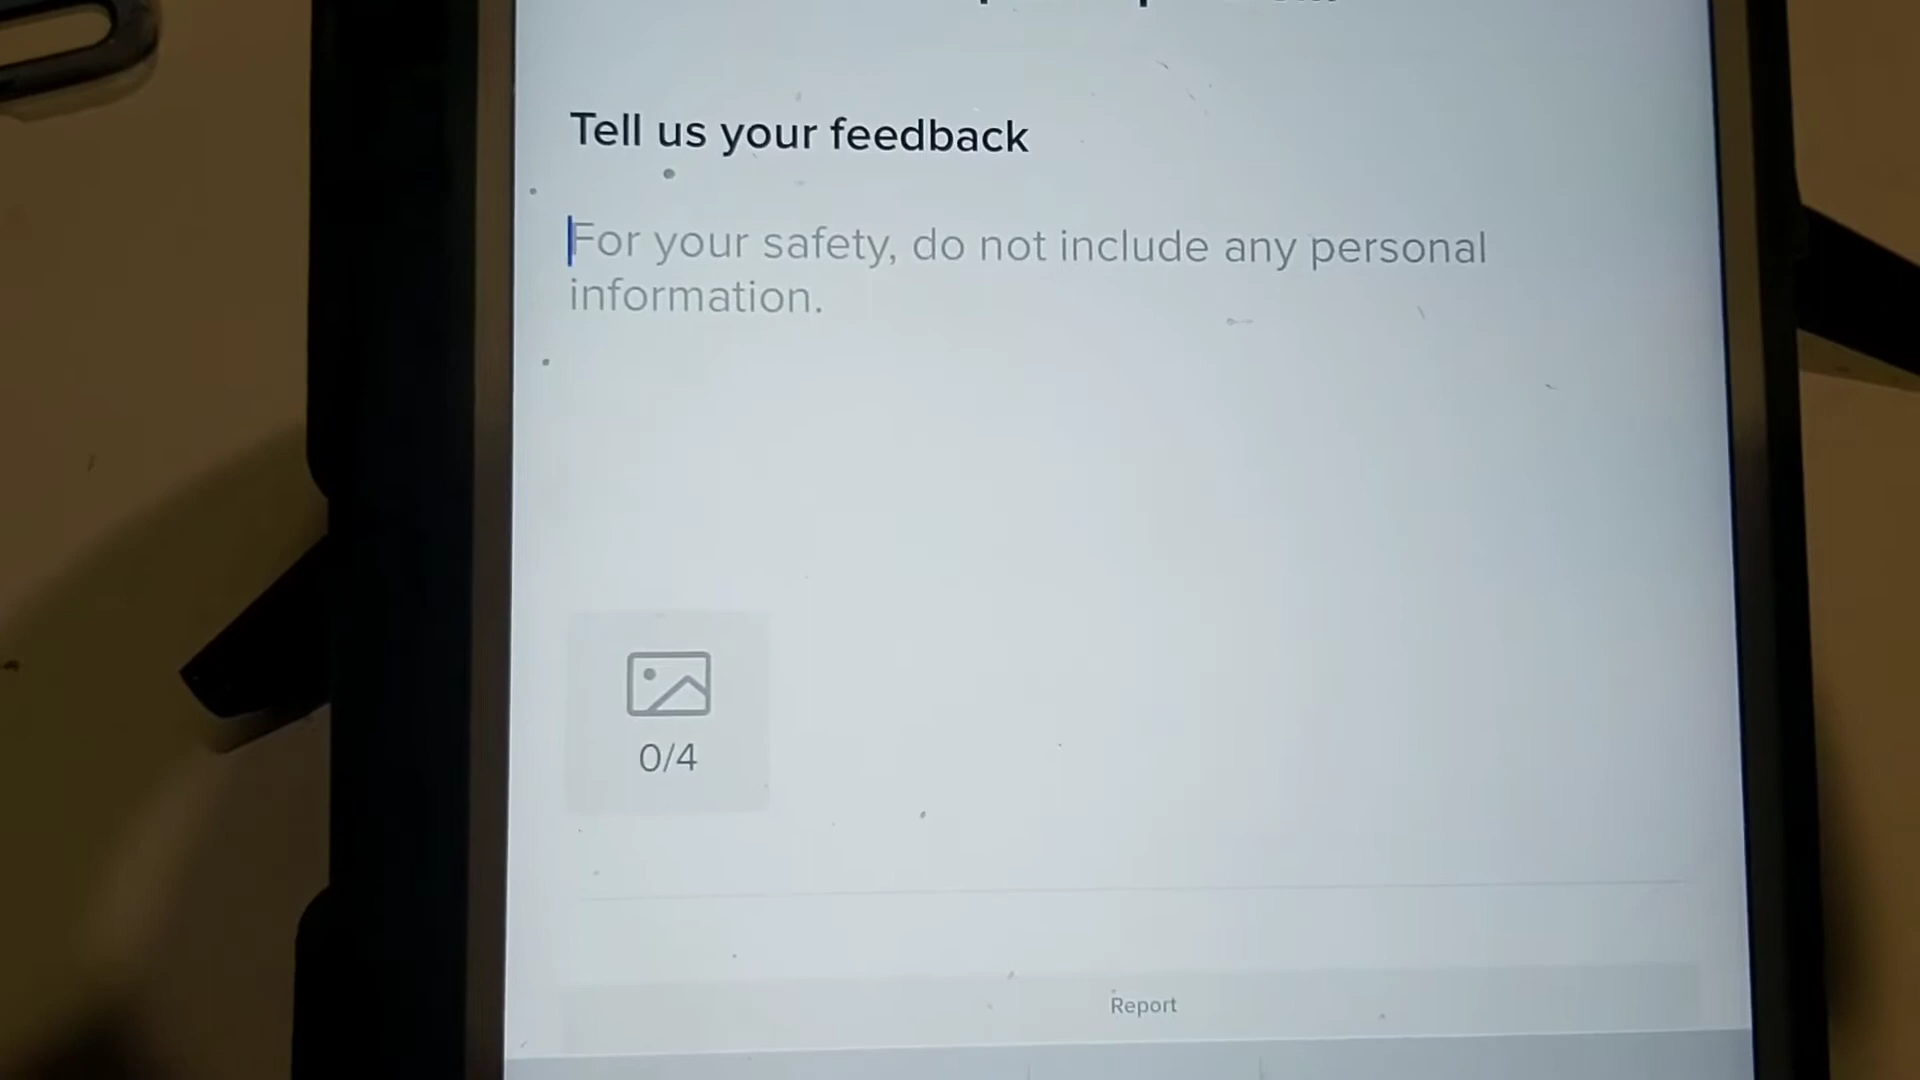 Tell us your feedback
For your safety, do not include any personal
information.
0/4
Report